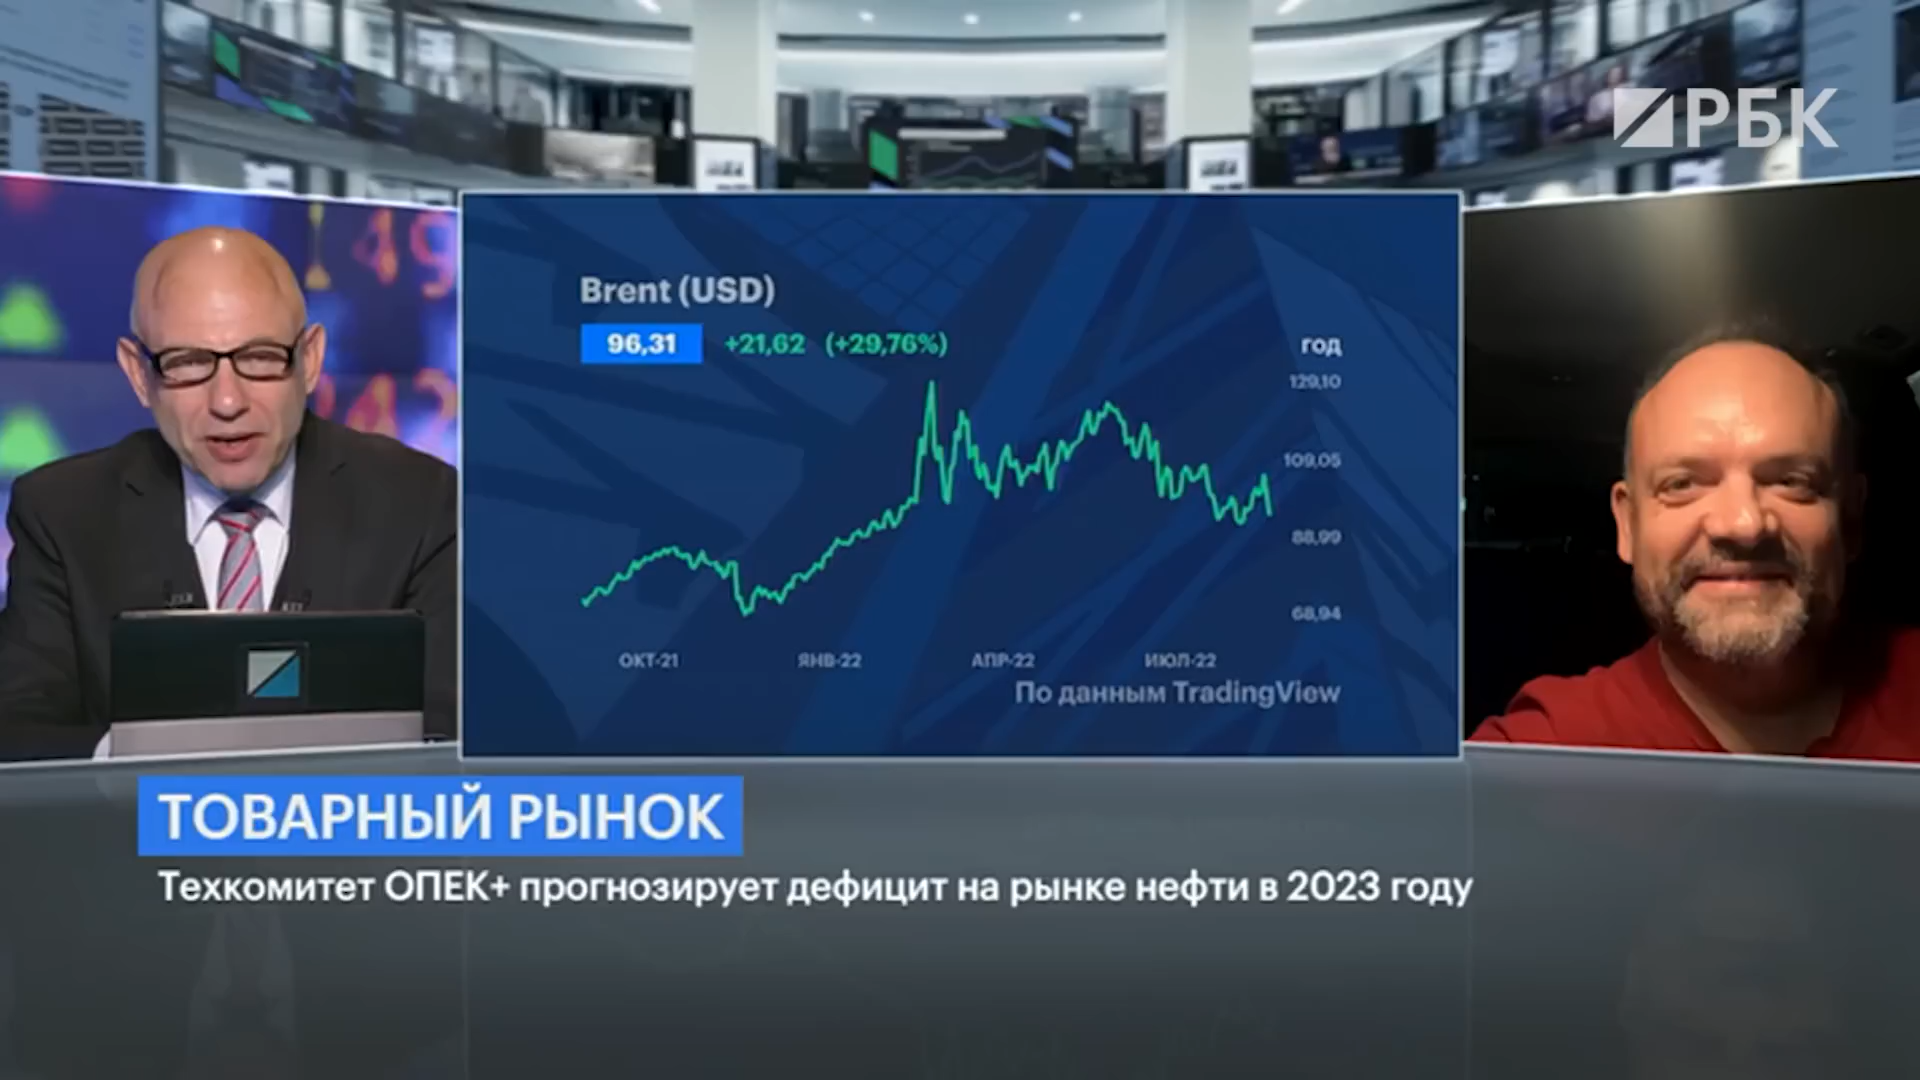 РБК
49
Brent (USD)
96,31 +21,62 (+29,76%)
год
129,10
109,05
88,99
68,94
ОКТ-21 ЯНВ-22 АПР-22 ИЮЛ-22
По данным TradingView
ТОВАРНЫЙ РЫНОК
Техкомитет ОПЕК+ прогнозирует дефицит на рынке нефти в 2023 году